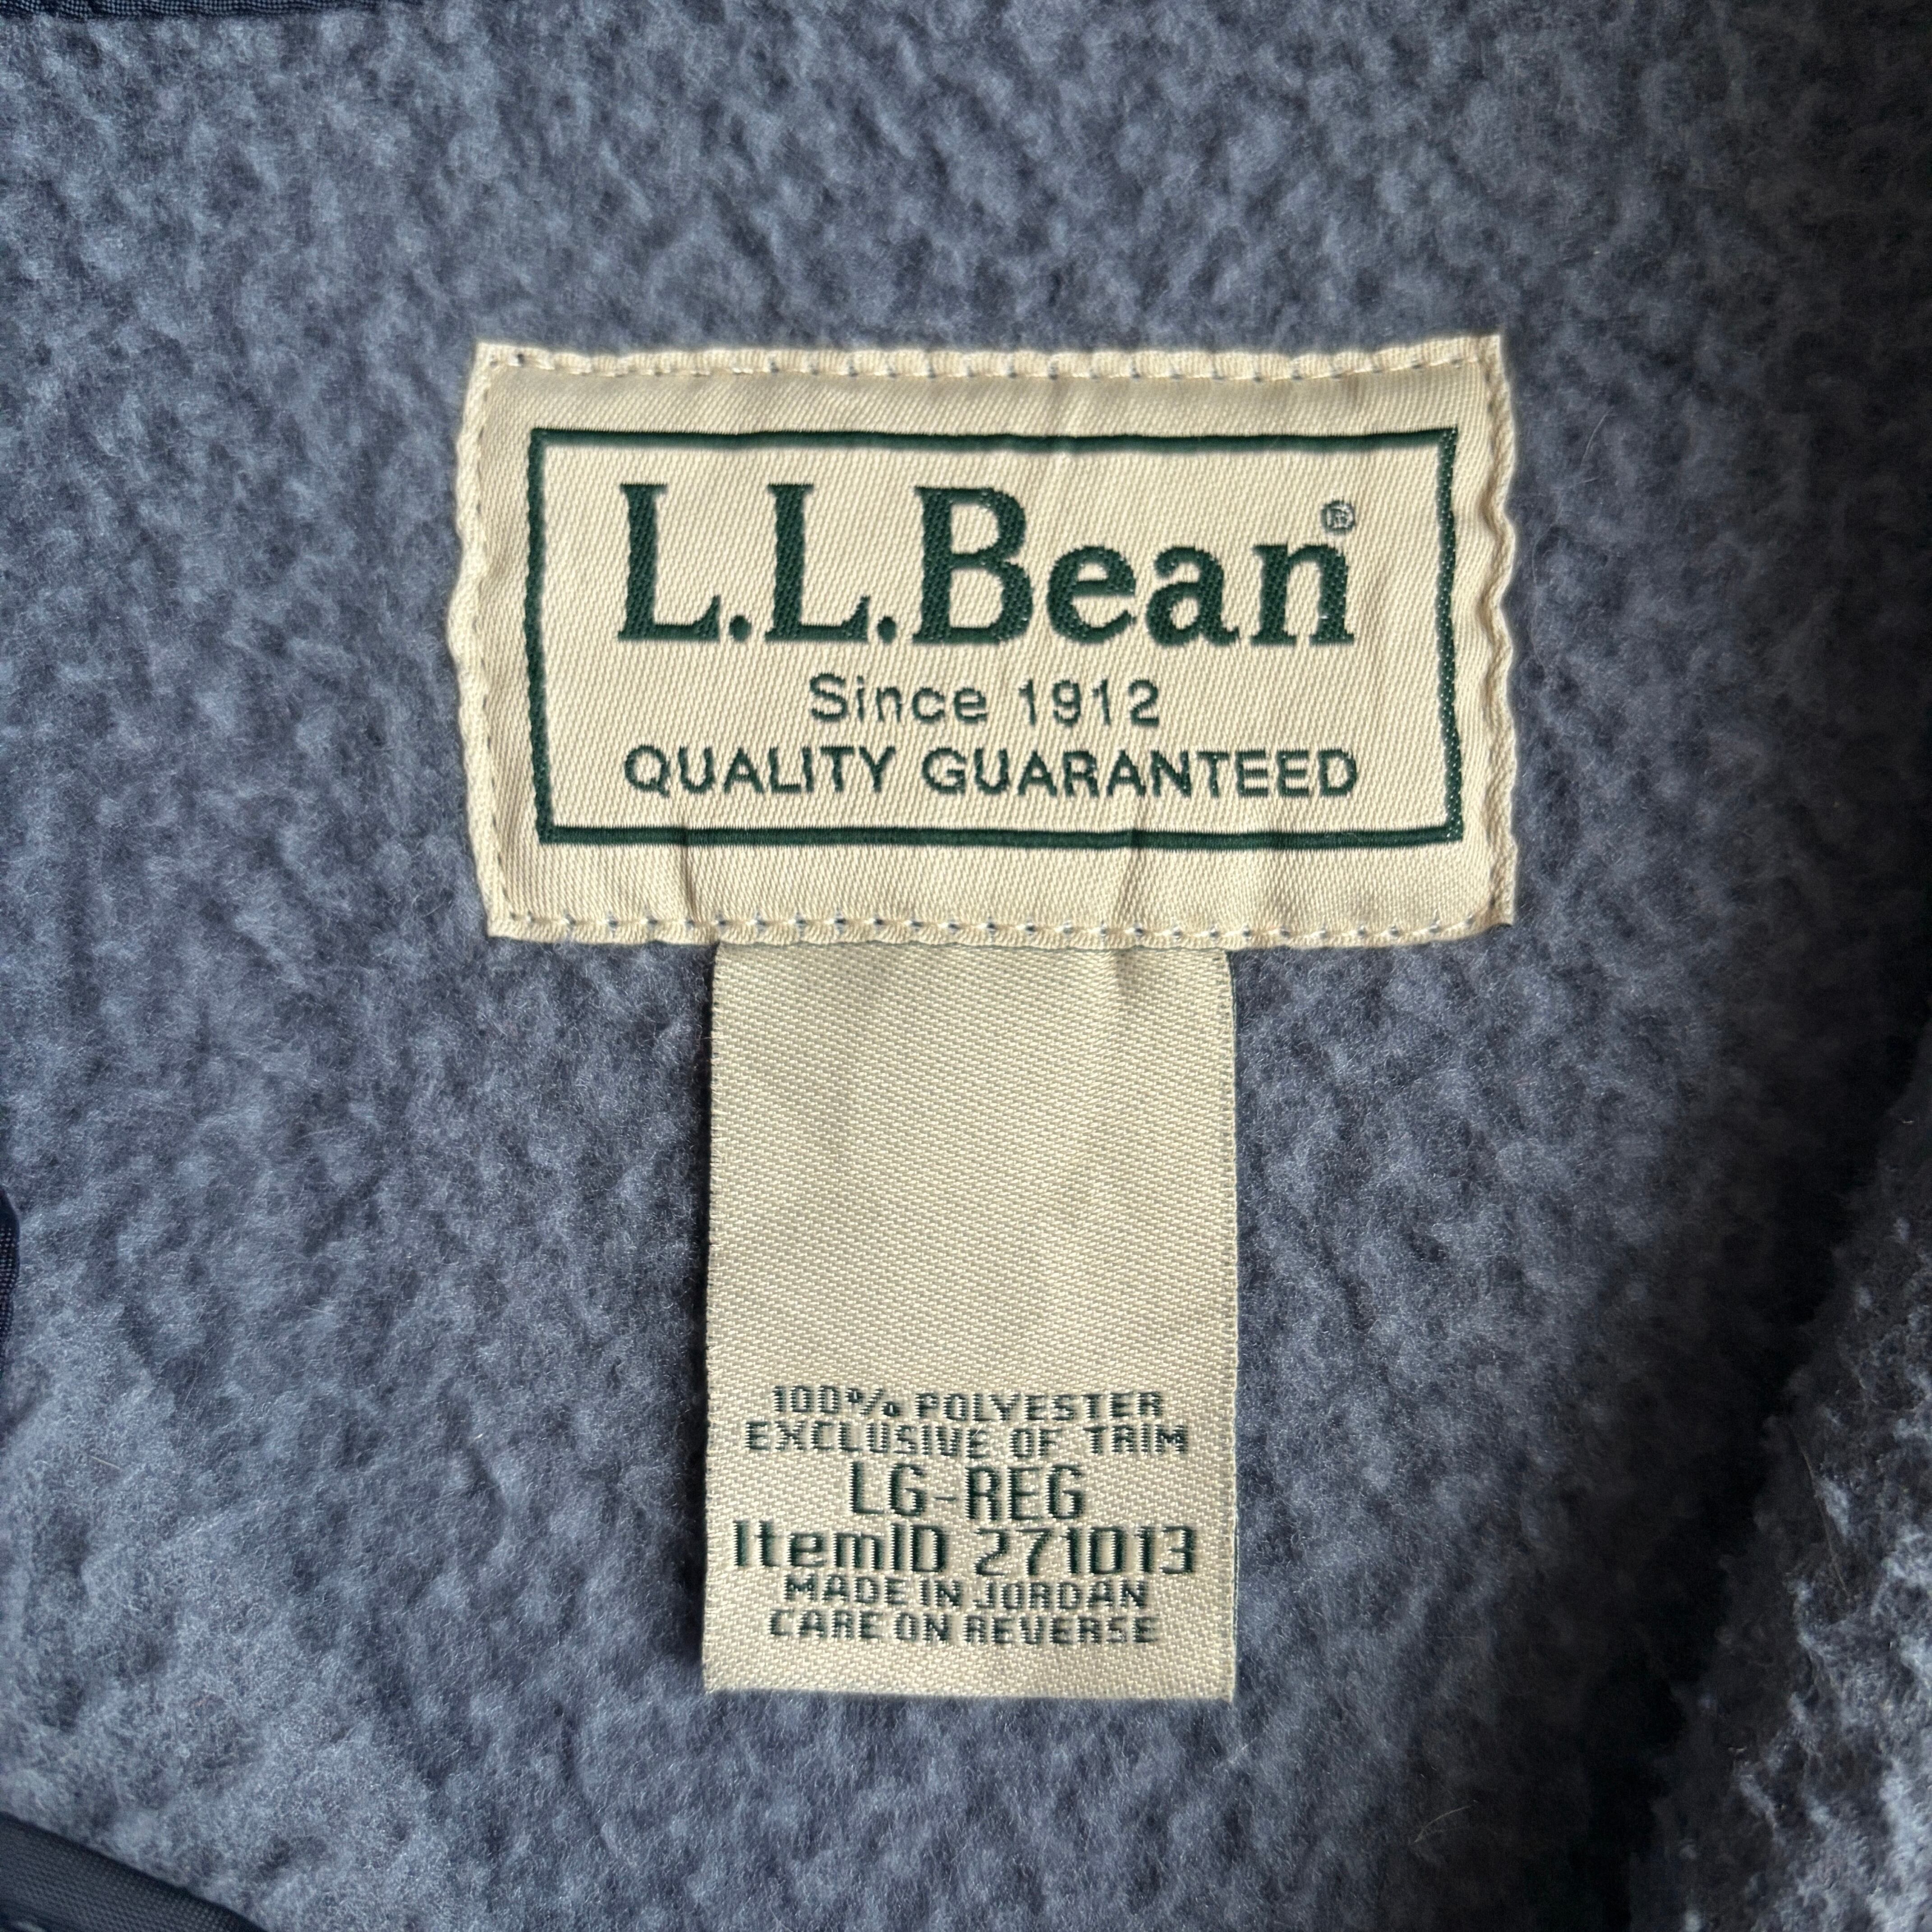 L.L.Bean®
Since 1912
QUALITY GUARANTEED
100% POLYESTER
EXCLUSIVE OF TRIM
LG-REG
ItemID 271013
MADE IN JORDAN
CARE ON REVERSE